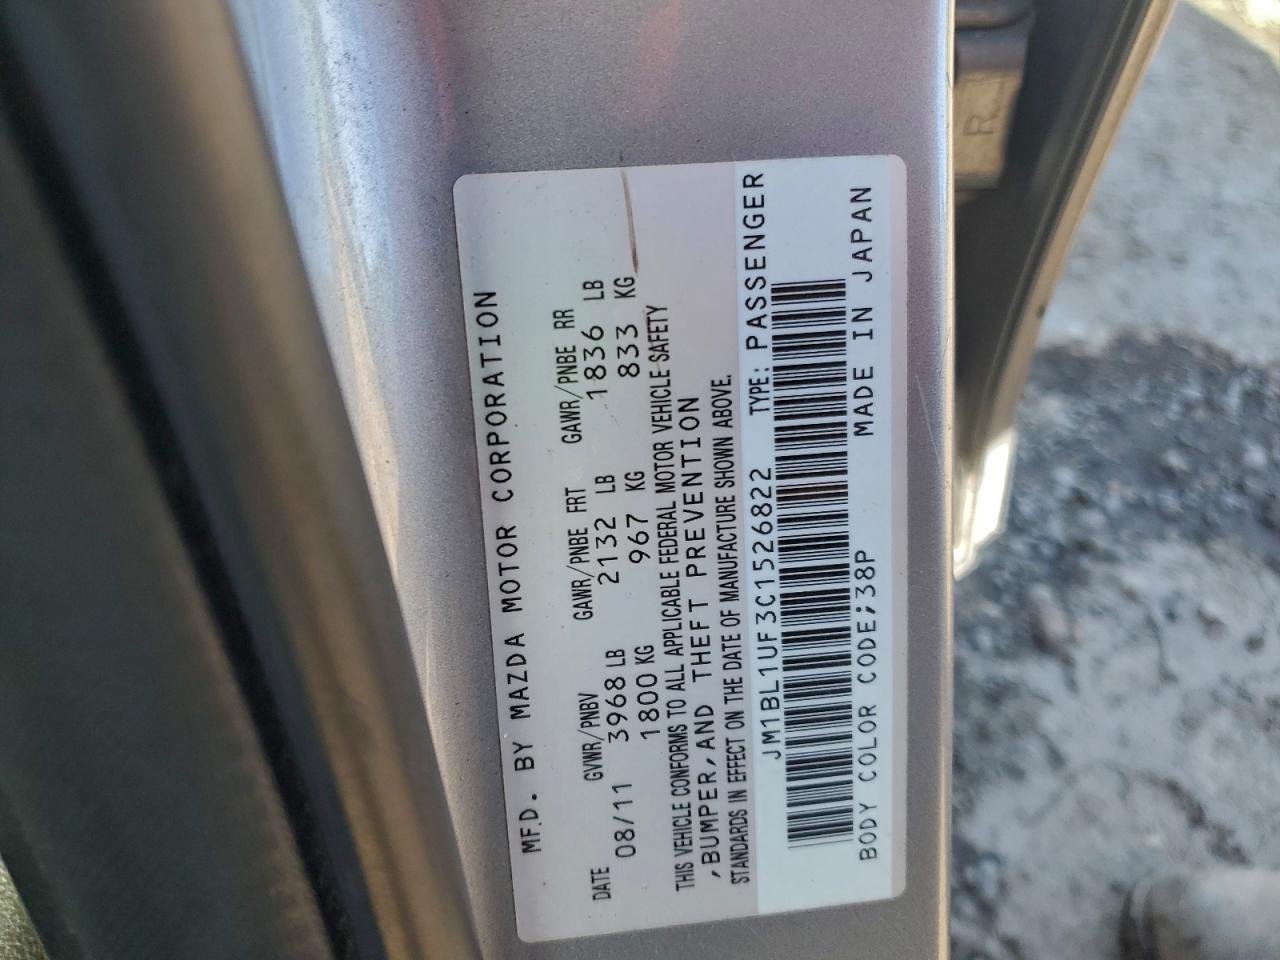 MFD. BY MAZDA MOTOR CORPORATION
DATE GVWR/PNBV GAWR/PNBE FRT GAWR/PNBE RR
08/11 3968 LB 2132 LB 1836 LB
1800 KG 967 KG 833 KG
THIS VEHICLE CONFORMS TO ALL APPLICABLE FEDERAL MOTOR VEHICLE SAFETY
, BUMPER, AND THEFT PREVENTION
STANDARDS IN EFFECT ON THE DATE OF MANUFACTURE SHOWN ABOVE.
JM1BL1UF3C1526822 TYPE: PASSENGER
BODY COLOR CODE;38P MADE IN JAPAN
R